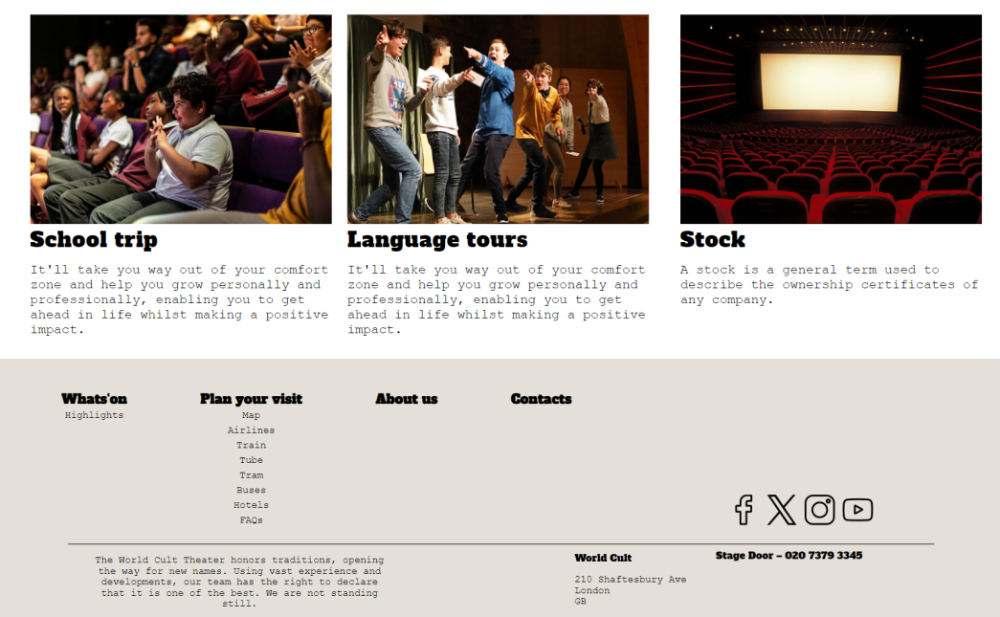 School trip
It'll take you way out of your comfort
zone and help you grow personally and
professionally, enabling you to get
ahead in life whilst making a positive
impact.
Language tours
It'll take you way out of your comfort
zone and help you grow personally and
professionally, enabling you to get
ahead in life whilst making a positive
impact.
Stock
A stock is a general term used to
describe the ownership certificates of
any company.
Whats'on
Highlights
Plan your visit
Map
Airlines
Train
Tube
Tram
Buses
Hotels
FAQs
About us
Contacts
The World Cult Theater honors traditions, opening
the way for new names. Using vast experience and
developments, our team has the right to declare
that it is one of the best. We are not standing
still.
World Cult
210 Shaftesbury Ave
London
GB
Stage Door – 020 7379 3345